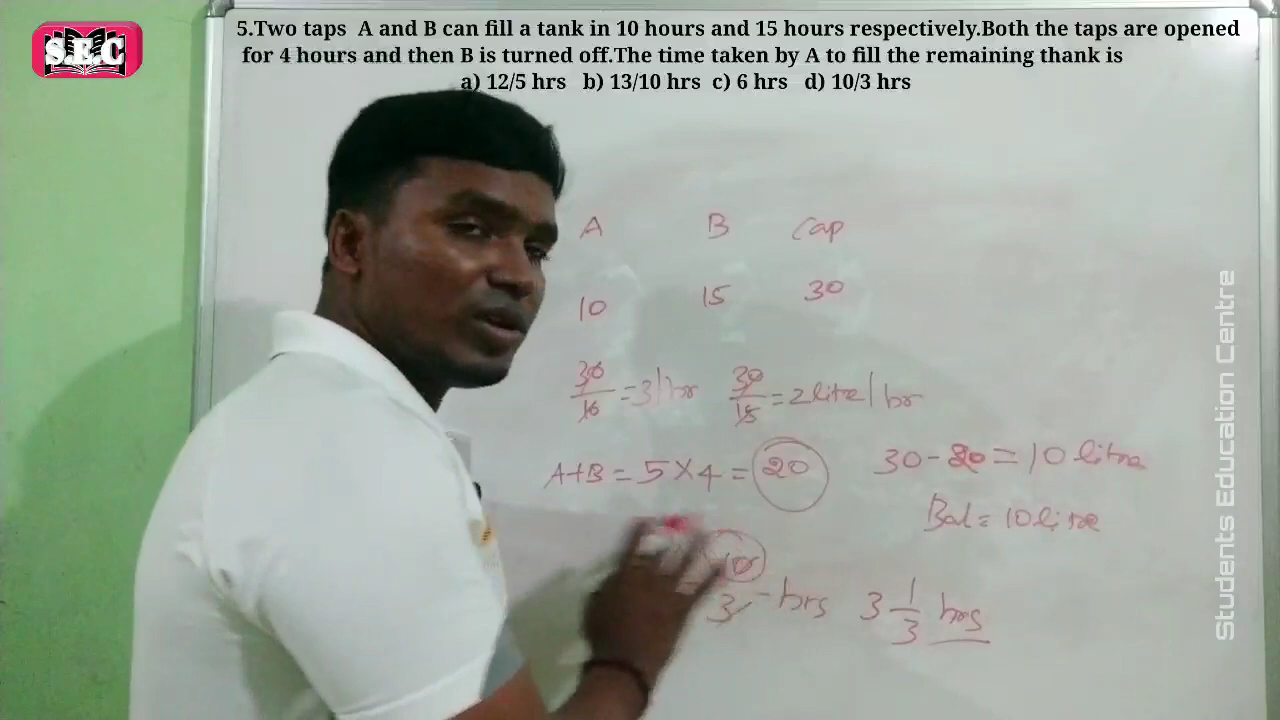 S.B.C
5.Two taps A and B can fill a tank in 10 hours and 15 hours respectively.Both the taps are opened
for 4 hours and then B is turned off.The time taken by A to fill the remaining thank is
a) 12/5 hrs b) 13/10 hrs c) 6 hrs d) 10/3 hrs
A B Cap
10 15 30
30/10 = 3/hr 30/15 = 2 litre/hr
A+B = 5 × 4 = 20 30 - 20 = 10 litre
Bal = 10 litre
10/3 hrs 3 1/3 hrs
Students Education Centre